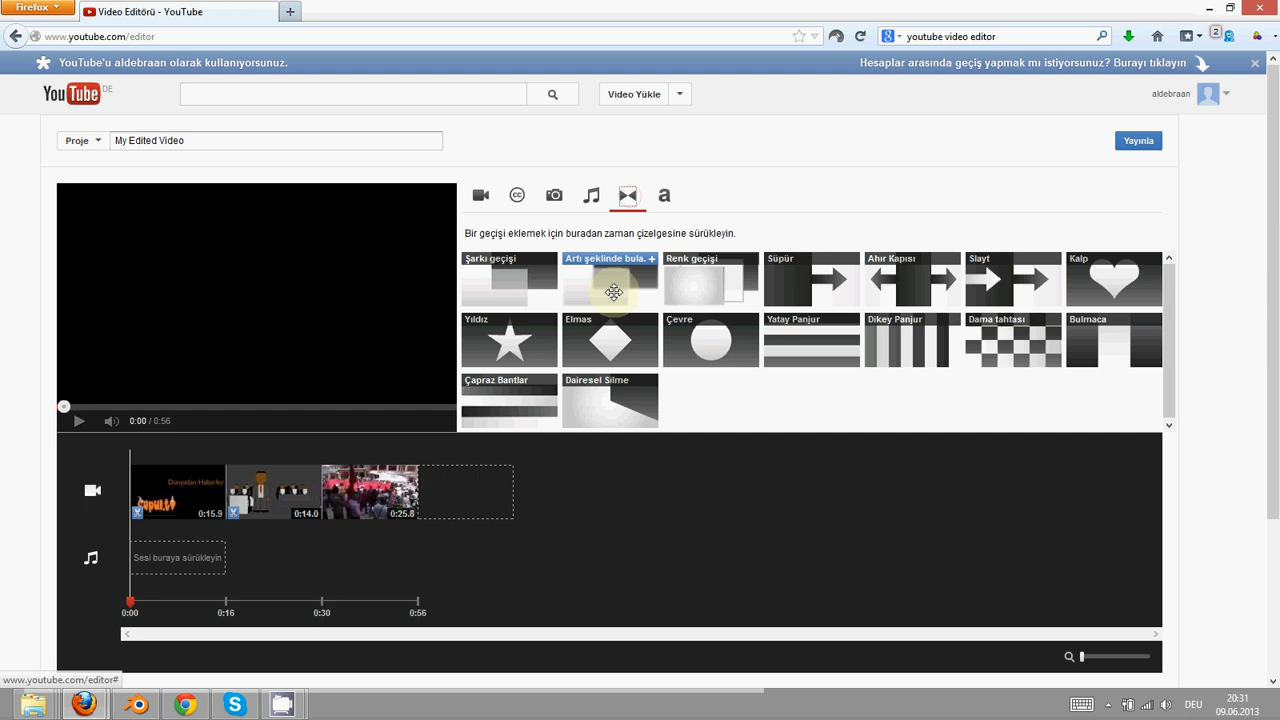 Firefox
Video Editörü - YouTube
www.youtube.com/editor
youtube video editor
2
YouTube'u aldebraan olarak kullanıyorsunuz.
Hesaplar arasında geçiş yapmak mı istiyorsunuz? Burayı tıklayın
YouTube DE
Video Yükle
aldebraan
Proje
My Edited Video
Yayınla
cc
a
Bir geçişi eklemek için buradan zaman çizelgesine sürükleyin.
Şarkı geçişi
Artı şeklinde bula.
Renk geçişi
Süpür
Ahır Kapısı
Slayt
Kalp
Yıldız
Elmas
Çevre
Yatay Panjur
Dikey Panjur
Dama tahtası
Bulmaca
Çapraz Bantlar
Dairesel Silme
0:00 / 0:56
Dünyadan Haberler
0:15.9
0:14.0
0:25.8
Sesi buraya sürükleyin
0:00
0:16
0:30
0:56
www.youtube.com/editor#
DEU
20:31
09.06.2013